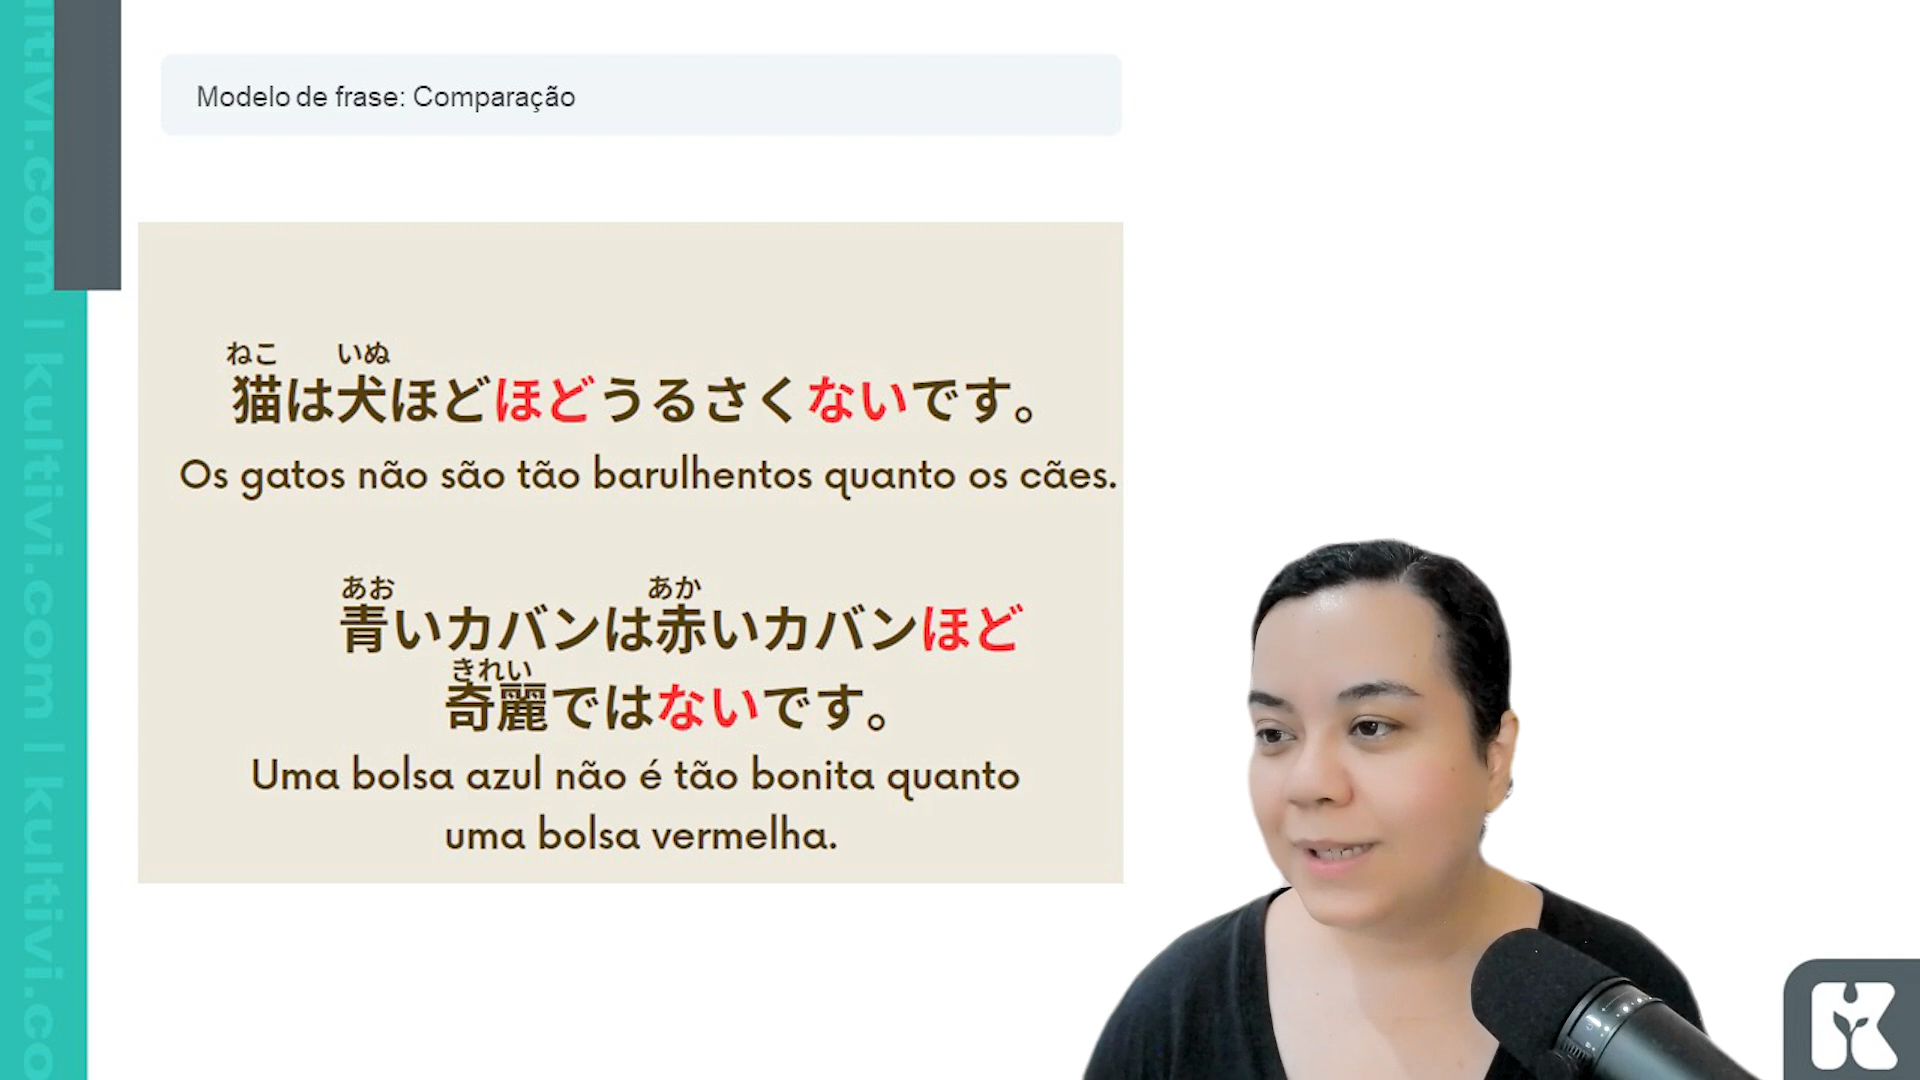 Modelo de frase: Comparação
ねこ いぬ
猫は犬ほどほどうるさくないです。
Os gatos não são tão barulhentos quanto os cães.
あお あか
青いカバンは赤いカバンほど
きれい
奇麗ではないです。
Uma bolsa azul não é tão bonita quanto
uma bolsa vermelha.
ultivi.com | kultivi.com | kultivi.co